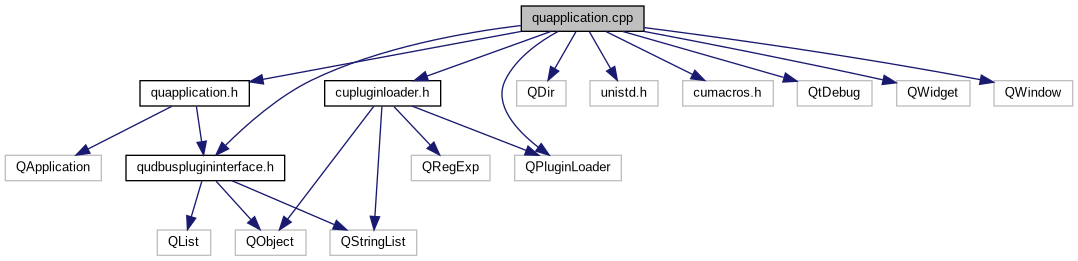 quapplication.cpp
quapplication.h
cupluginloader.h
QDir
unistd.h
cumacros.h
QtDebug
QWidget
QWindow
QApplication
qudbusplugininterface.h
QRegExp
QPluginLoader
QList
QObject
QStringList